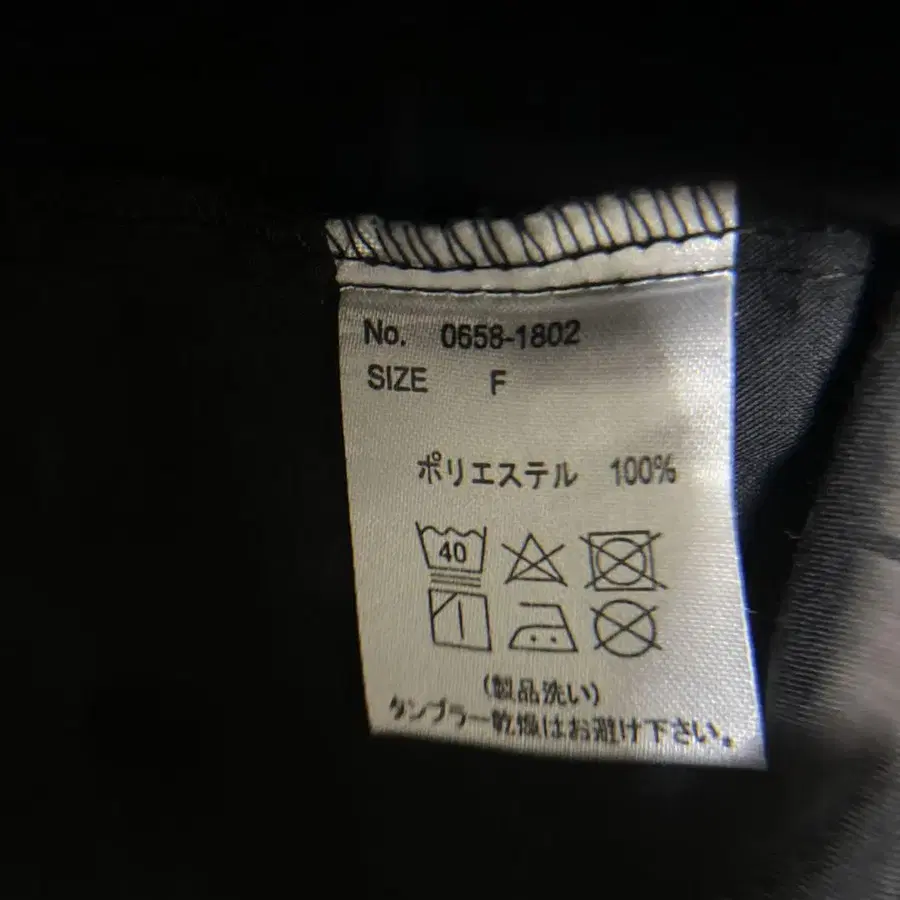 No. 0658-1802
SIZE F
ポリエステル 100%
40
(製品洗い)
タンブラー乾燥はお避け下さい。